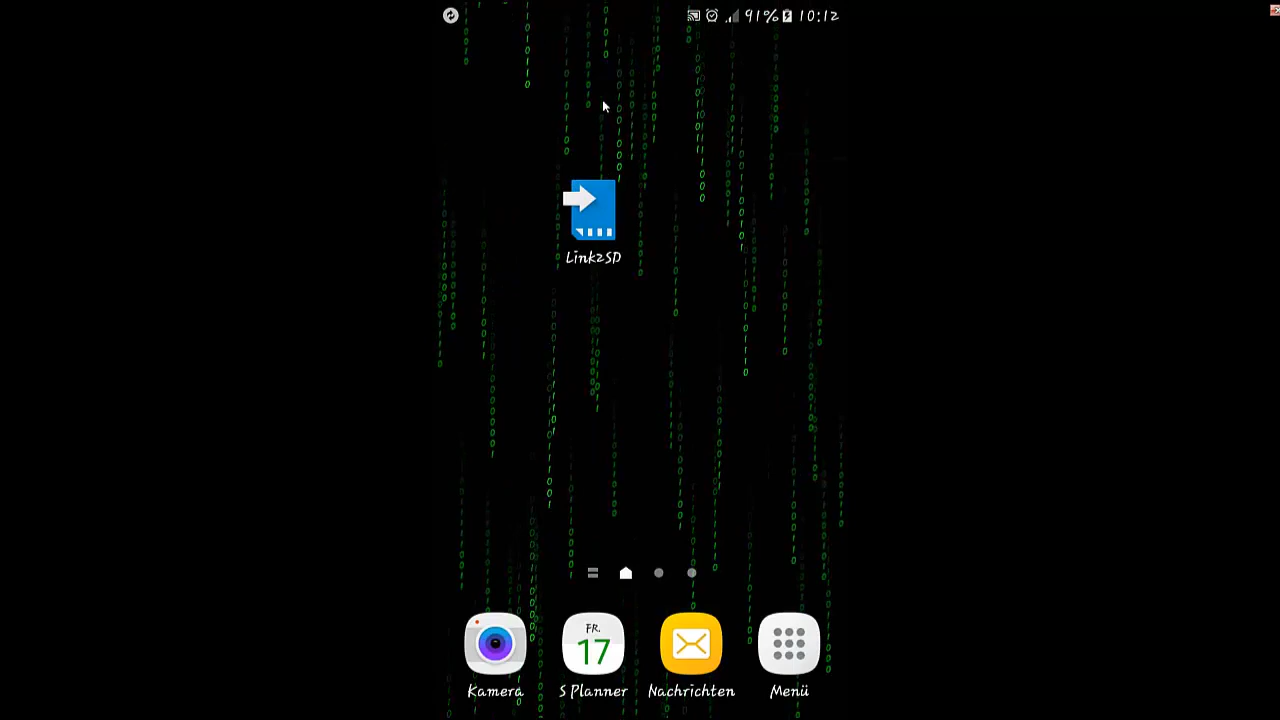 91% 10:12
Link2SD
FR.
17
Kamera
S Planner
Nachrichten
Menü